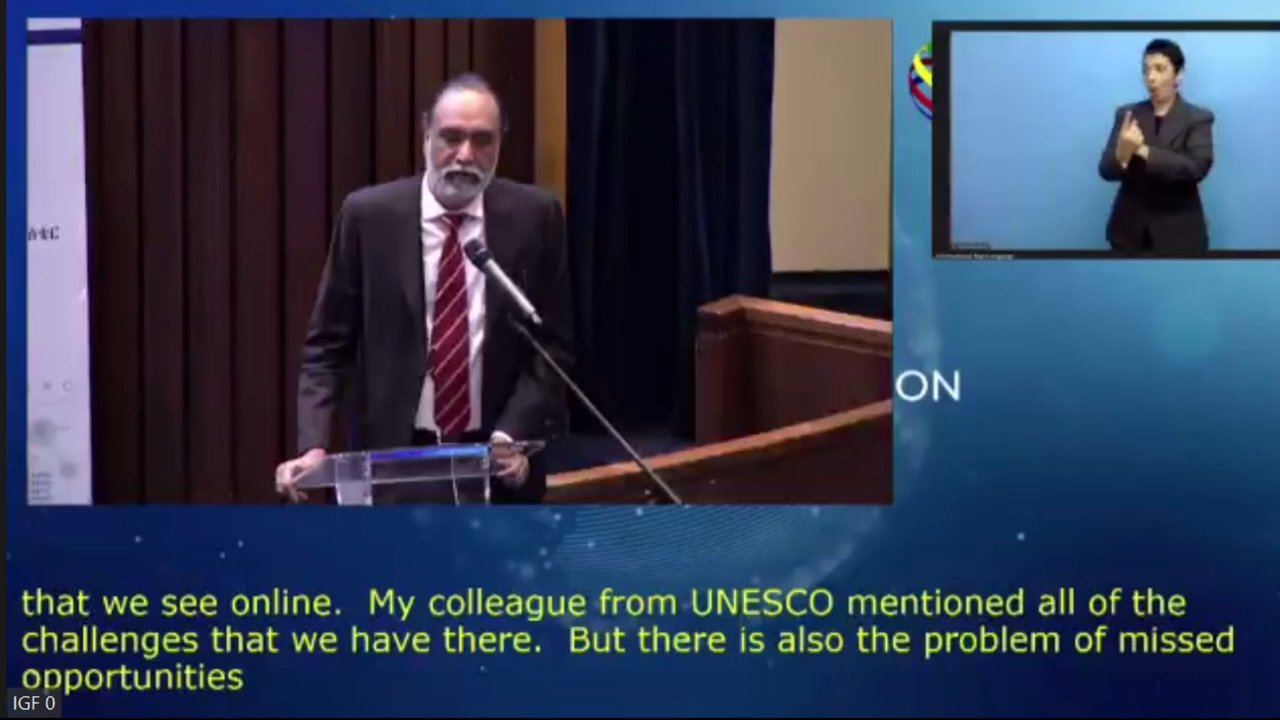 ON
that we see online.  My colleague from UNESCO mentioned all of the
challenges that we have there.  But there is also the problem of missed
opportunities
IGF 0